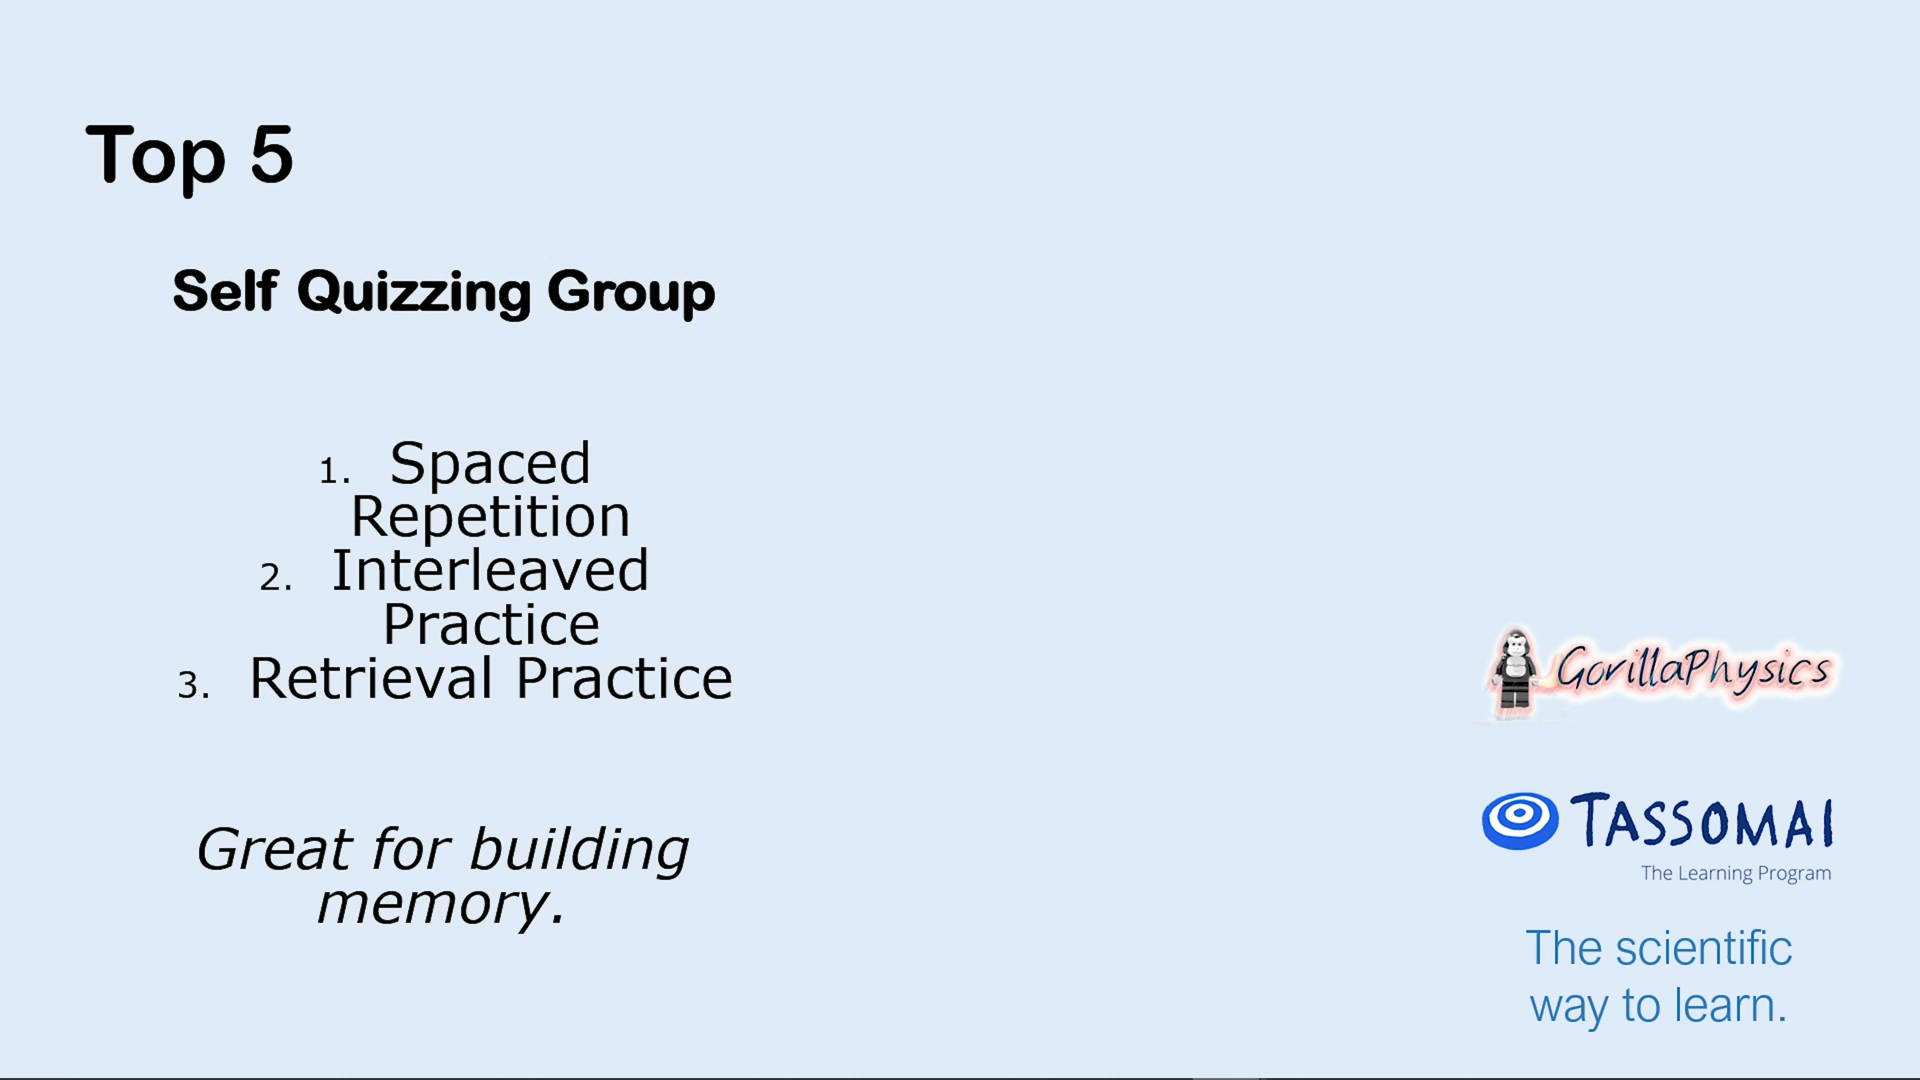 Top 5
Self Quizzing Group
1. Spaced
Repetition
2. Interleaved
Practice
3. Retrieval Practice
Great for building
memory.
GorillaPhysics
TASSOMAI
The Learning Program
The scientific
way to learn.